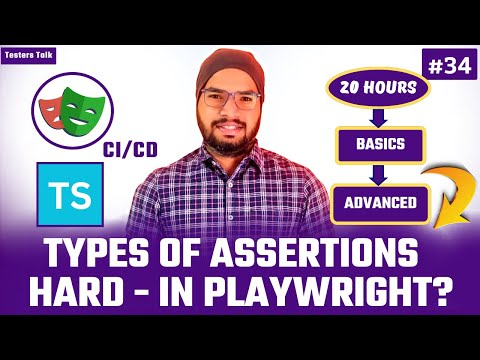 Testers Talk
#34
CI/CD
TS
20 HOURS
BASICS
ADVANCED
TYPES OF ASSERTIONS
HARD - IN PLAYWRIGHT?